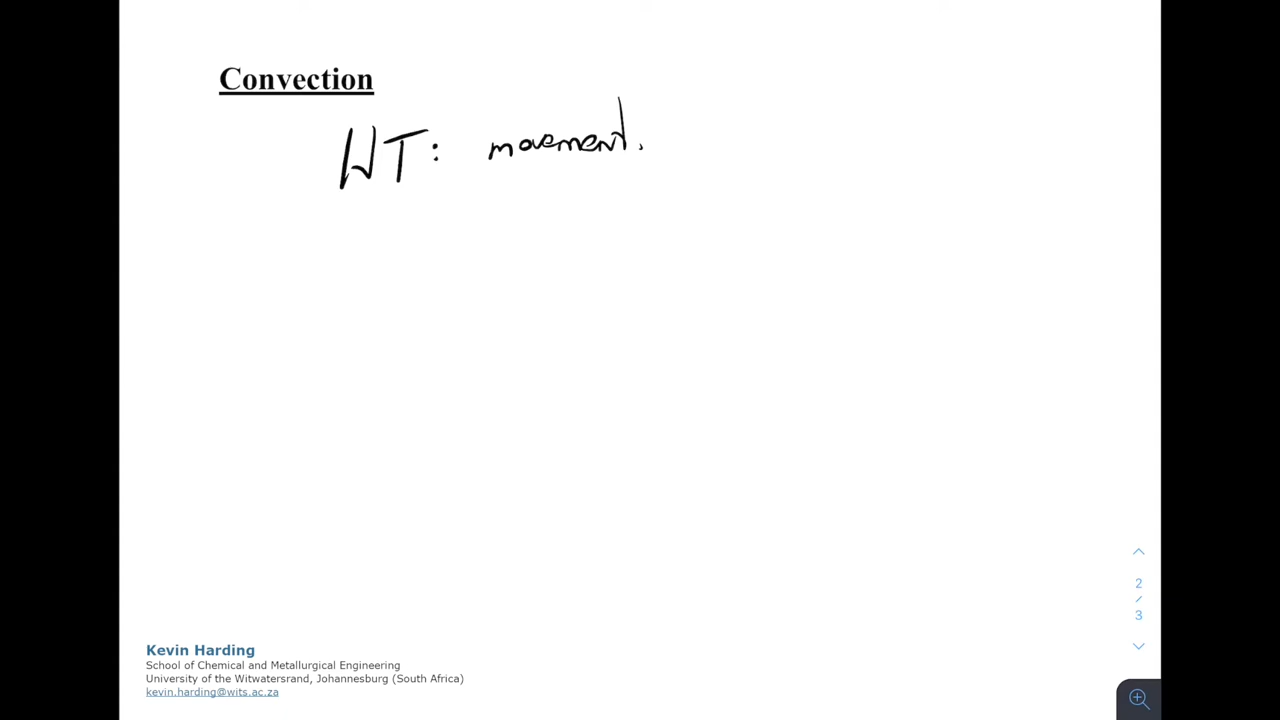 Convection
HT: movement.
2
/
3
Kevin Harding
School of Chemical and Metallurgical Engineering
University of the Witwatersrand, Johannesburg (South Africa)
kevin.harding@wits.ac.za